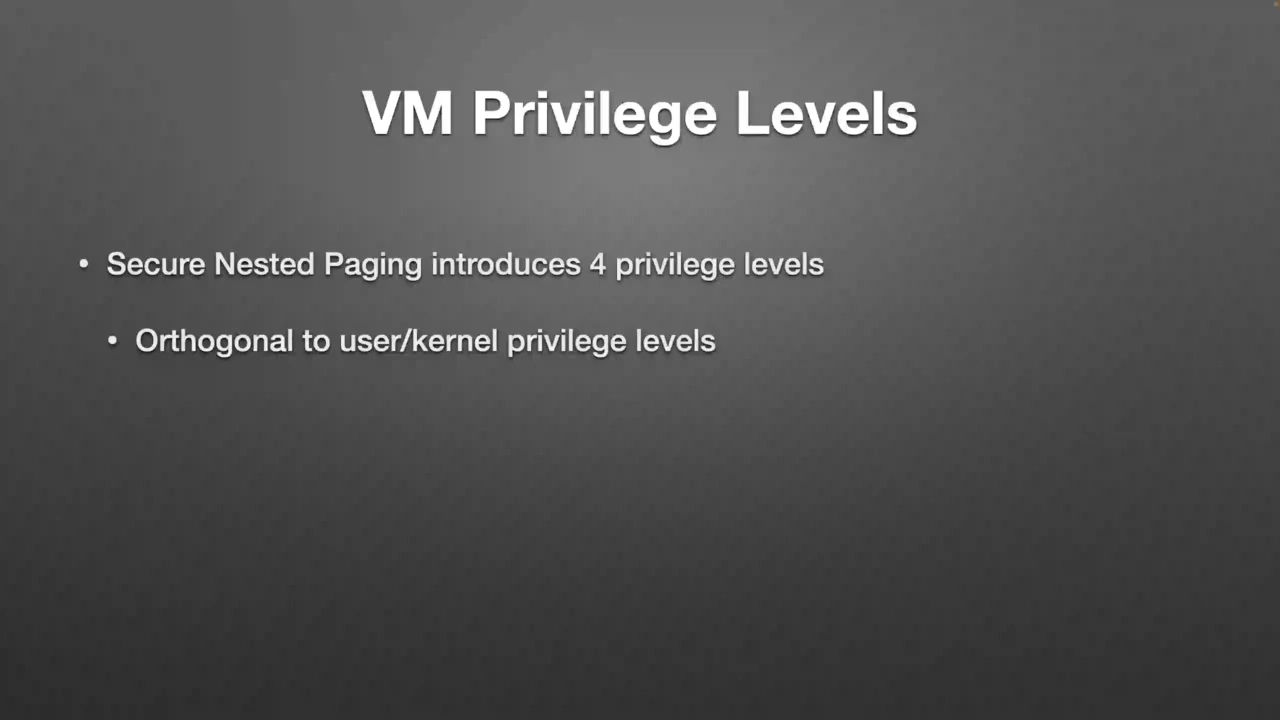 VM Privilege Levels
• Secure Nested Paging introduces 4 privilege levels
• Orthogonal to user/kernel privilege levels